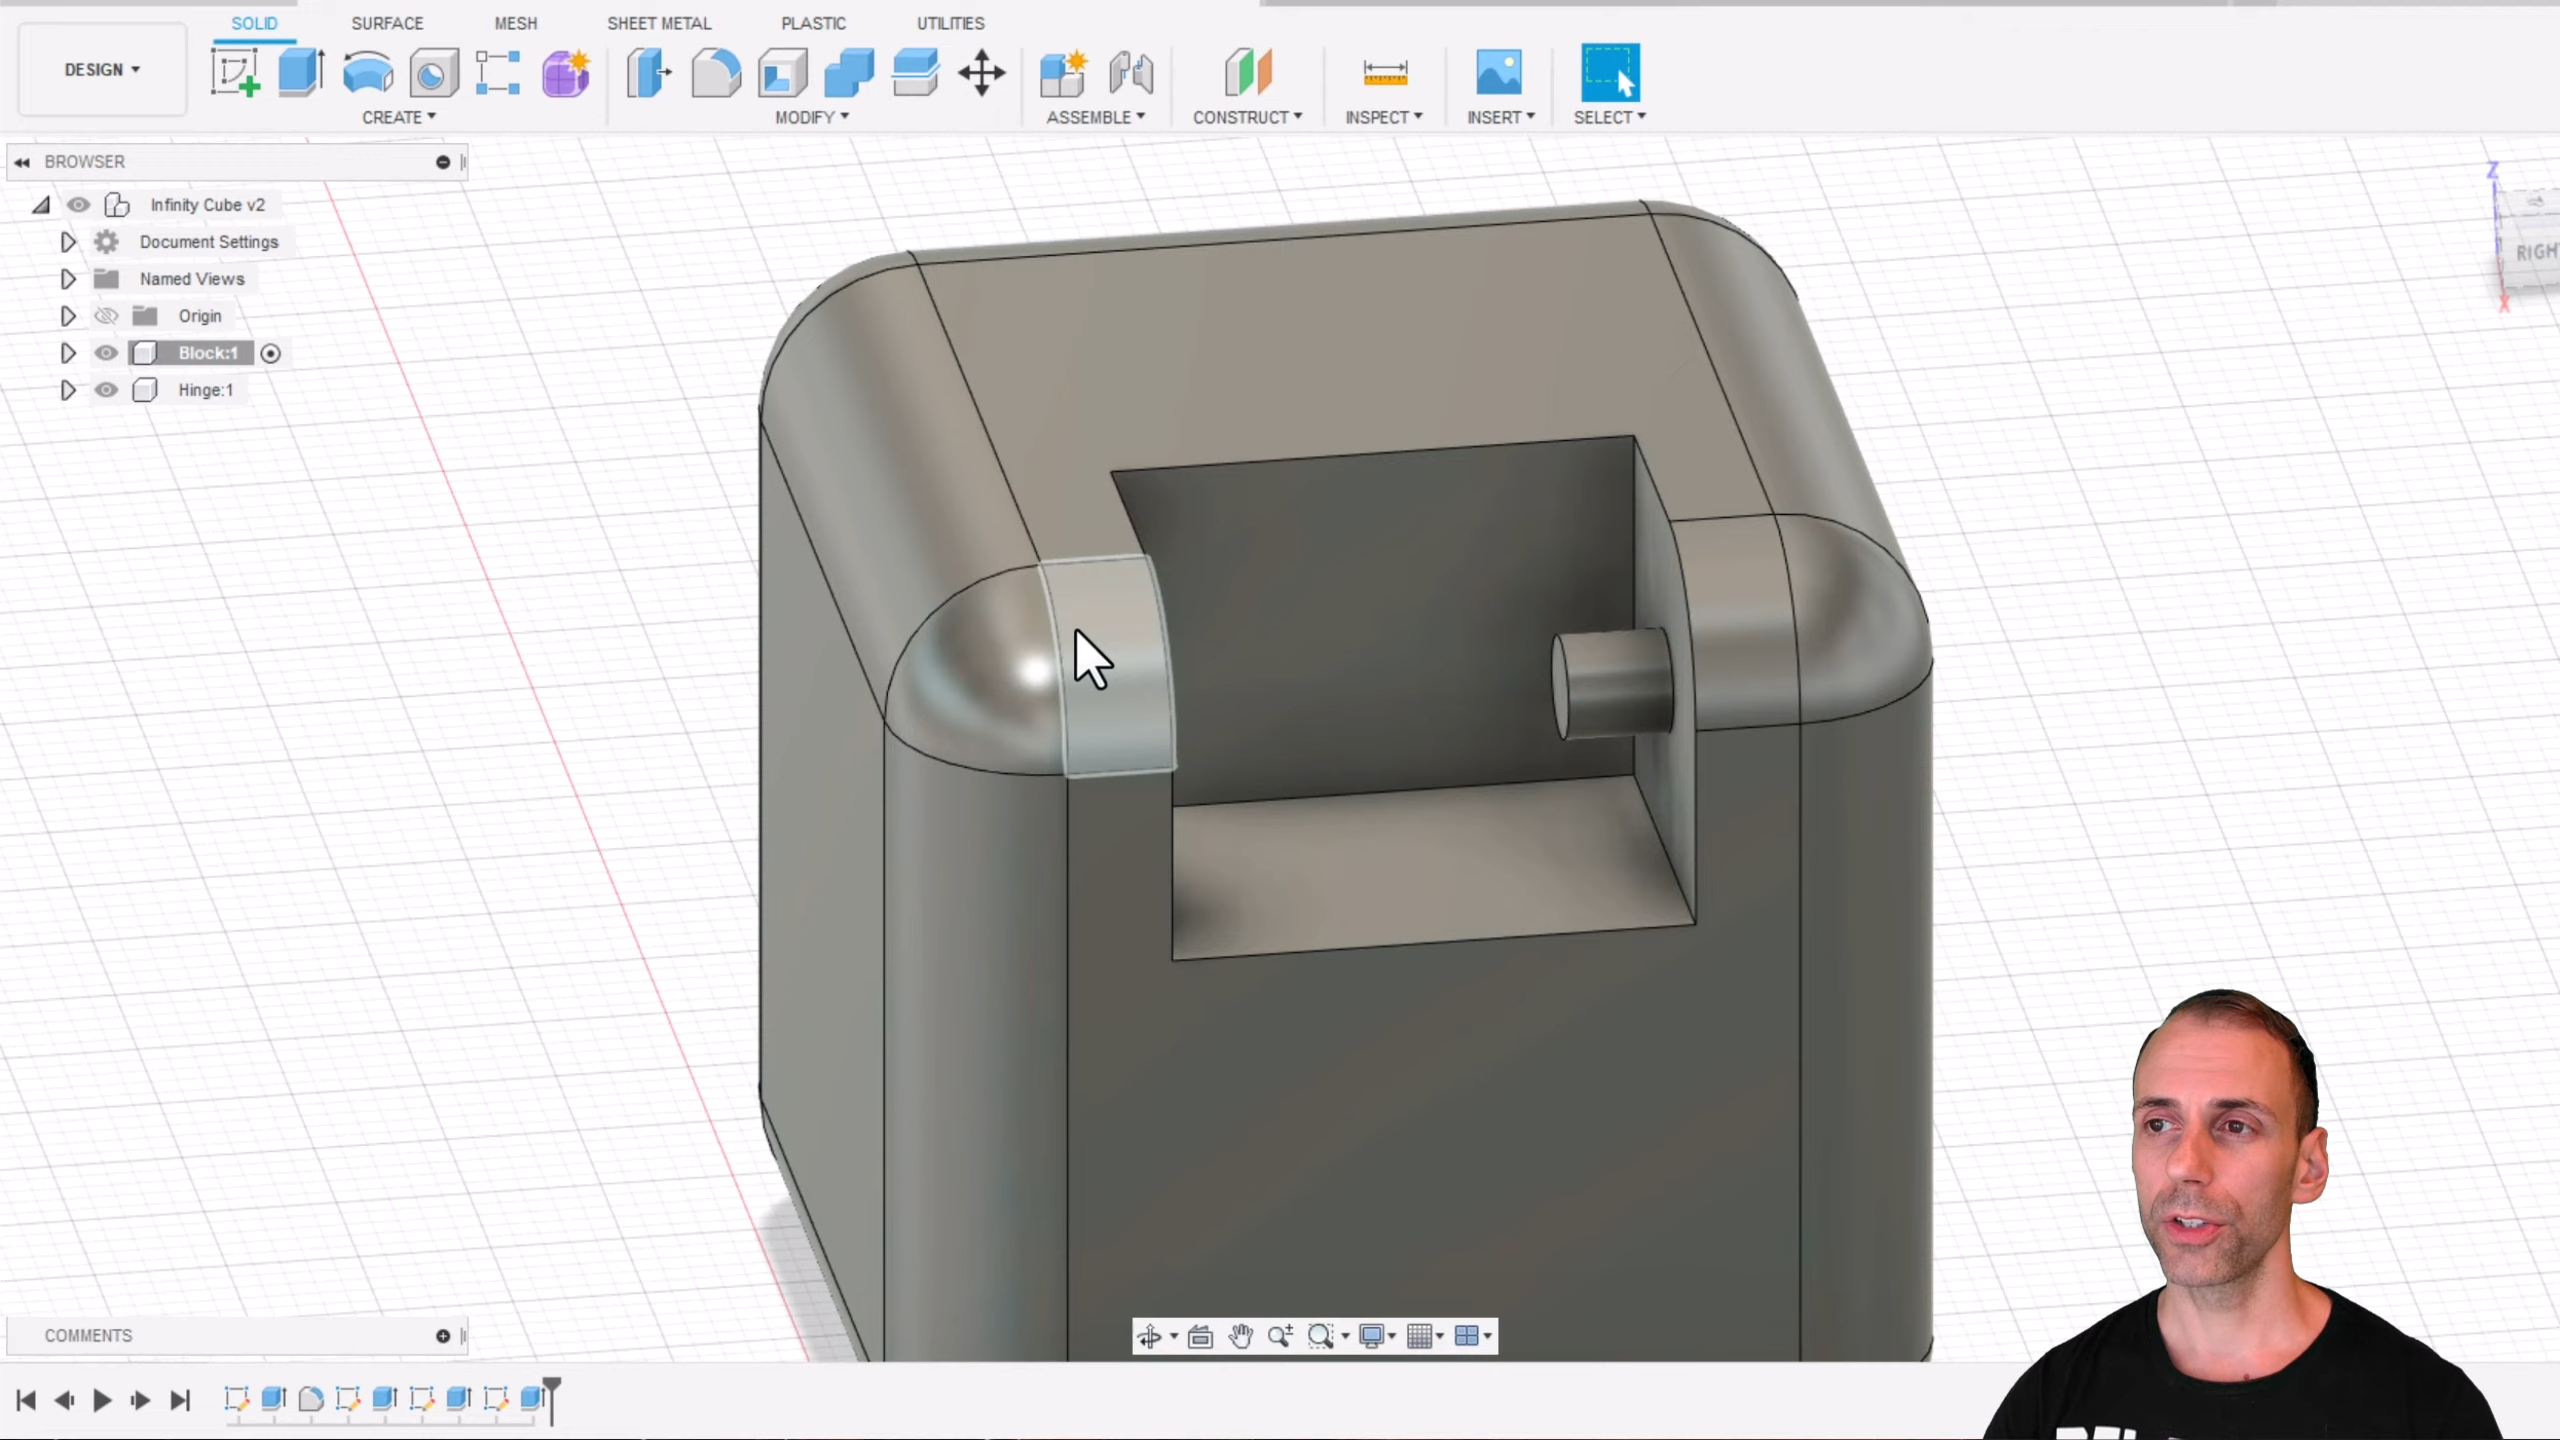 SOLID SURFACE MESH SHEET METAL PLASTIC UTILITIES
DESIGN
CREATE MODIFY ASSEMBLE CONSTRUCT INSPECT INSERT SELECT
BROWSER
Infinity Cube v2
Document Settings
Named Views
Origin
Block:1
Hinge:1
Z
X
COMMENTS